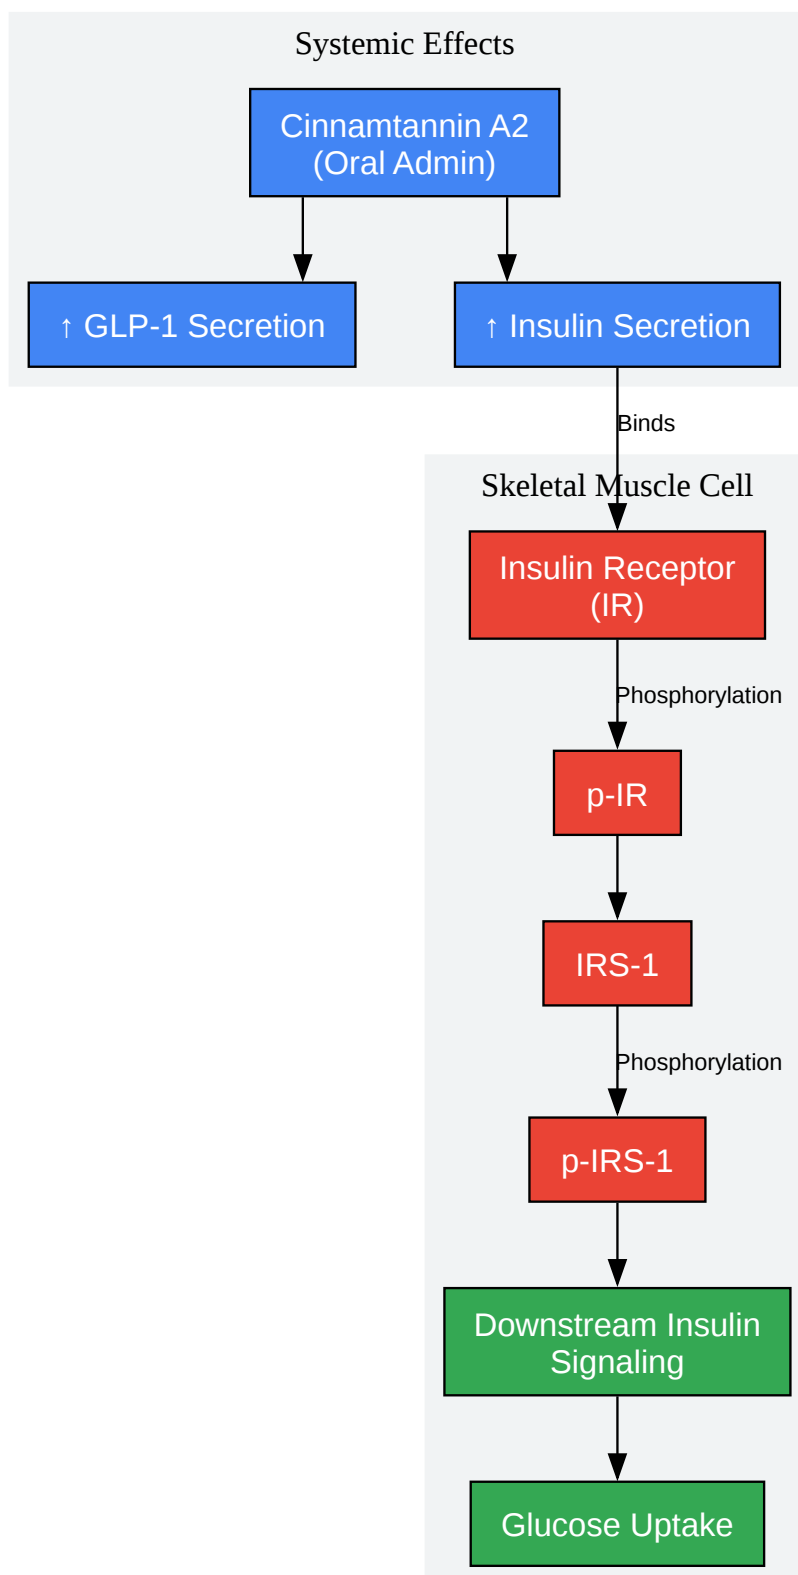 Systemic Effects
Cinnamtannin A2
(Oral Admin)
↑ GLP-1 Secretion
↑ Insulin Secretion
Binds
Skeletal Muscle Cell
Insulin Receptor
(IR)
Phosphorylation
p-IR
IRS-1
Phosphorylation
p-IRS-1
Downstream Insulin
Signaling
Glucose Uptake